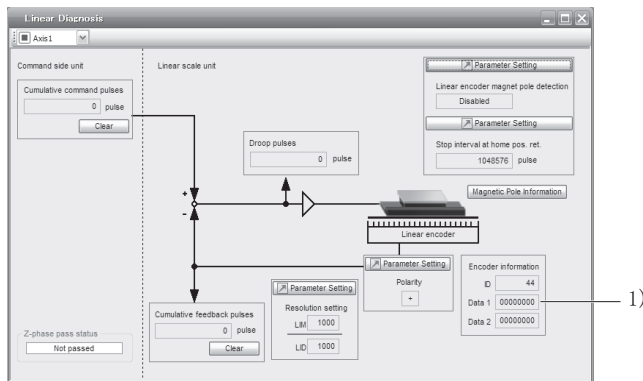 Linear Diagnosis
Axis1
Command side unit
Linear scale unit
Cumulative command pulses
0 pulse
Clear
Parameter Setting
Linear encoder magnet pole detection
Disabled
Parameter Setting
Stop interval at home pos. ret.
1048576 pulse
Droop pulses
0 pulse
Magnetic Pole Information
+
-
Linear encoder
Parameter Setting
Polarity
+
Encoder information
ID 44
Data 1 00000000
Data 2 00000000
1)
Parameter Setting
Resolution setting
LIM 1000
LID 1000
Cumulative feedback pulses
0 pulse
Clear
Z-phase pass status
Not passed